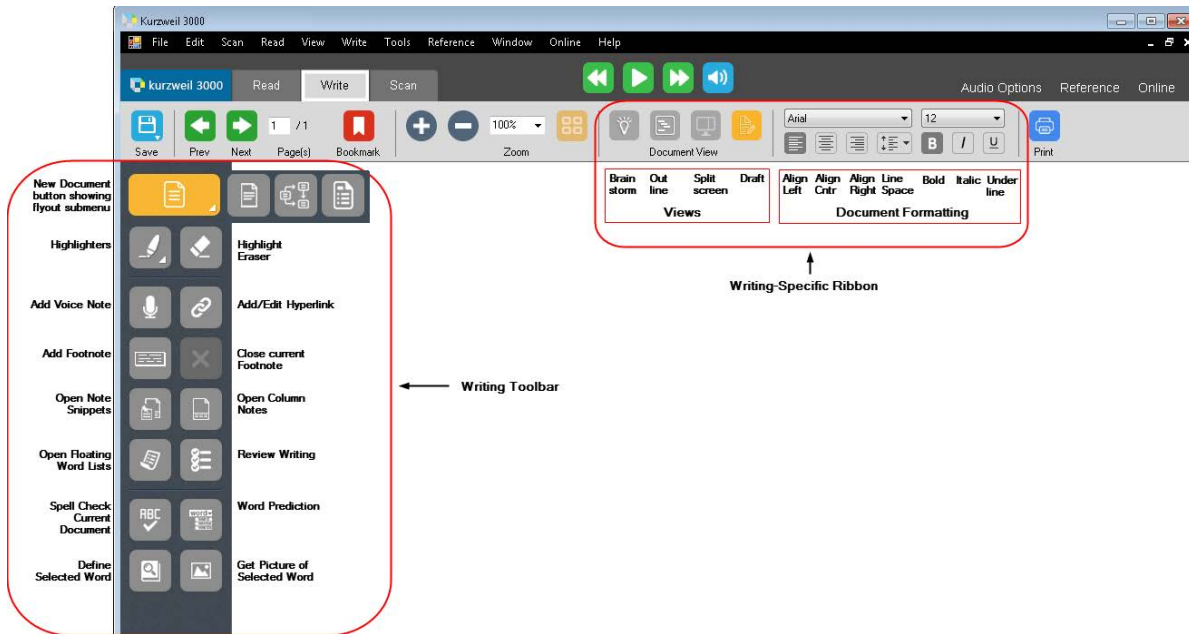 Kurzweil 3000
File Edit Scan Read View Write Tools Reference Window Online Help
kurzweil 3000 Read Write Scan Audio Options Reference Online
1 /1 100% Arial 12
B I U
Save Prev Next Page(s) Bookmark Zoom Document View Print
New Document
button showing
flyout submenu
Brain
storm
Out
line
Split
screen
Draft
Views
Align
Left
Align
Cntr
Align
Right
Line
Space
Bold
Italic
Under
line
Document Formatting
Writing-Specific Ribbon
Highlighters
Highlight
Eraser
Add Voice Note
Add/Edit Hyperlink
Add Footnote
Close current
Footnote
Writing Toolbar
Open Note
Snippets
Open Column
Notes
Open Floating
Word Lists
Review Writing
Spell Check
Current
Document
ABC
word
Word Prediction
Define
Selected Word
Get Picture of
Selected Word